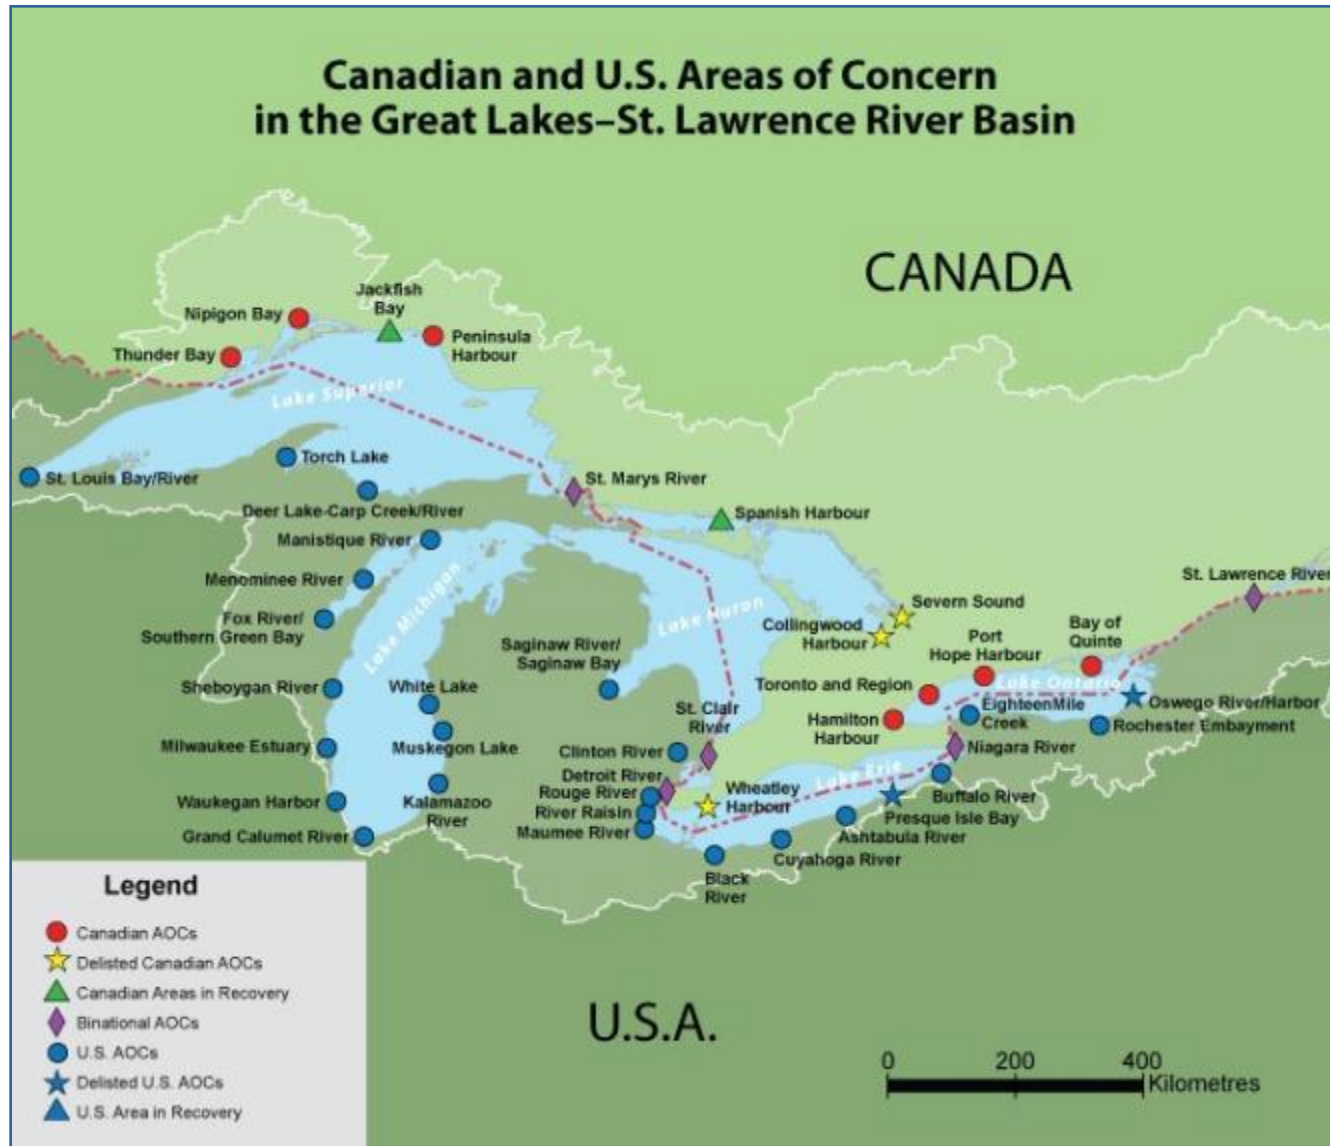 Canadian and U.S. Areas of Concern
in the Great Lakes–St. Lawrence River Basin
CANADA
Jackfish
Bay
Nipigon Bay
Peninsula
Harbour
Thunder Bay
Lake Superior
Torch Lake
St. Louis Bay/River
St. Marys River
Deer Lake-Carp Creek/River
Spanish Harbour
Manistique River
Menominee River
Lake Michigan
St. Lawrence River
Fox River/
Southern Green Bay
Lake Huron
Severn Sound
Collingwood
Harbour
Bay of
Quinte
Port
Hope Harbour
Saginaw River/
Saginaw Bay
Sheboygan River
White Lake
Toronto and Region
Lake Ontario
St. Clair
River
EighteenMile
Creek
Oswego River/Harbor
Hamilton
Harbour
Rochester Embayment
Milwaukee Estuary
Muskegon Lake
Clinton River
Niagara River
Lake Erie
Detroit River
Rouge River
River Raisin
Maumee River
Wheatley
Harbour
Waukegan Harbor
Kalamazoo
River
Buffalo River
Presque Isle Bay
Grand Calumet River
Ashtabula River
Cuyahoga River
Black
River
Legend
Canadian AOCs
Delisted Canadian AOCs
Canadian Areas in Recovery
Binational AOCs
U.S. AOCs
Delisted U.S. AOCs
U.S. Area in Recovery
U.S.A.
0 200 400
Kilometres